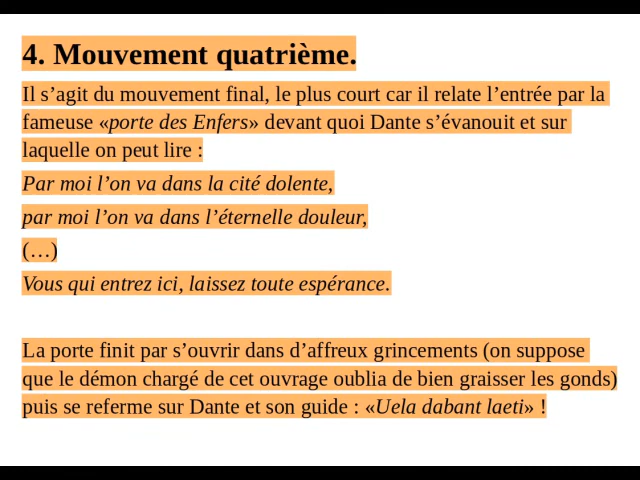 4. Mouvement quatrième.
Il s’agit du mouvement final, le plus court car il relate l’entrée par la
fameuse «porte des Enfers» devant quoi Dante s’évanouit et sur
laquelle on peut lire :
Par moi l’on va dans la cité dolente,
par moi l’on va dans l’éternelle douleur,
(…)
Vous qui entrez ici, laissez toute espérance.
La porte finit par s’ouvrir dans d’affreux grincements (on suppose
que le démon chargé de cet ouvrage oublia de bien graisser les gonds)
puis se referme sur Dante et son guide : «Uela dabant laeti» !